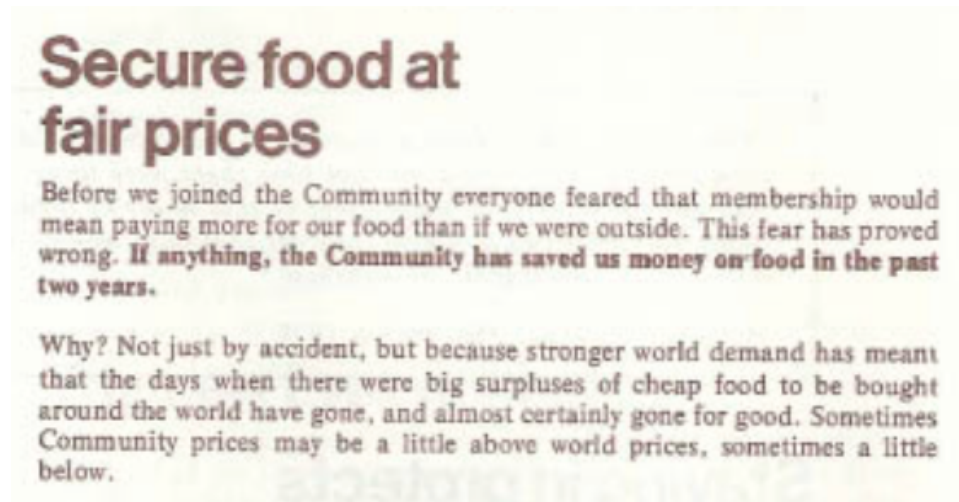 Secure food at
fair prices
Before we joined the Community everyone feared that membership would
mean paying more for our food than if we were outside. This fear has proved
wrong. If anything, the Community has saved us money on food in the past
two years.
Why? Not just by accident, but because stronger world demand has meant
that the days when there were big surpluses of cheap food to be bought
around the world have gone, and almost certainly gone for good. Sometimes
Community prices may be a little above world prices, sometimes a little
below.